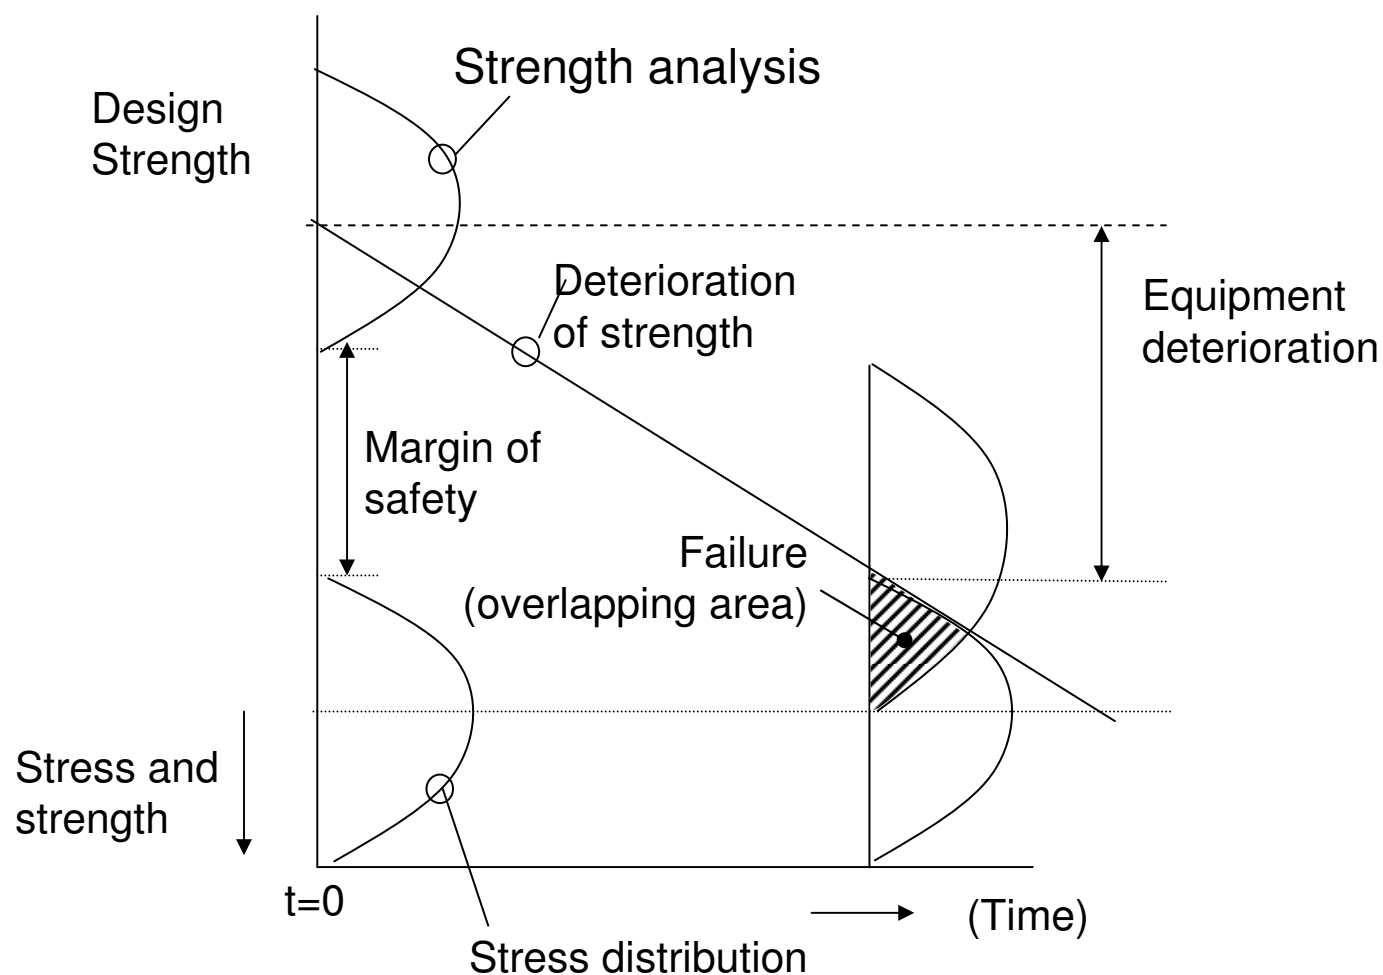 Strength analysis
Design
Strength
Deterioration
of strength
Equipment
deterioration
Margin of
safety
Failure
(overlapping area)
Stress and
strength
t=0
(Time)
Stress distribution